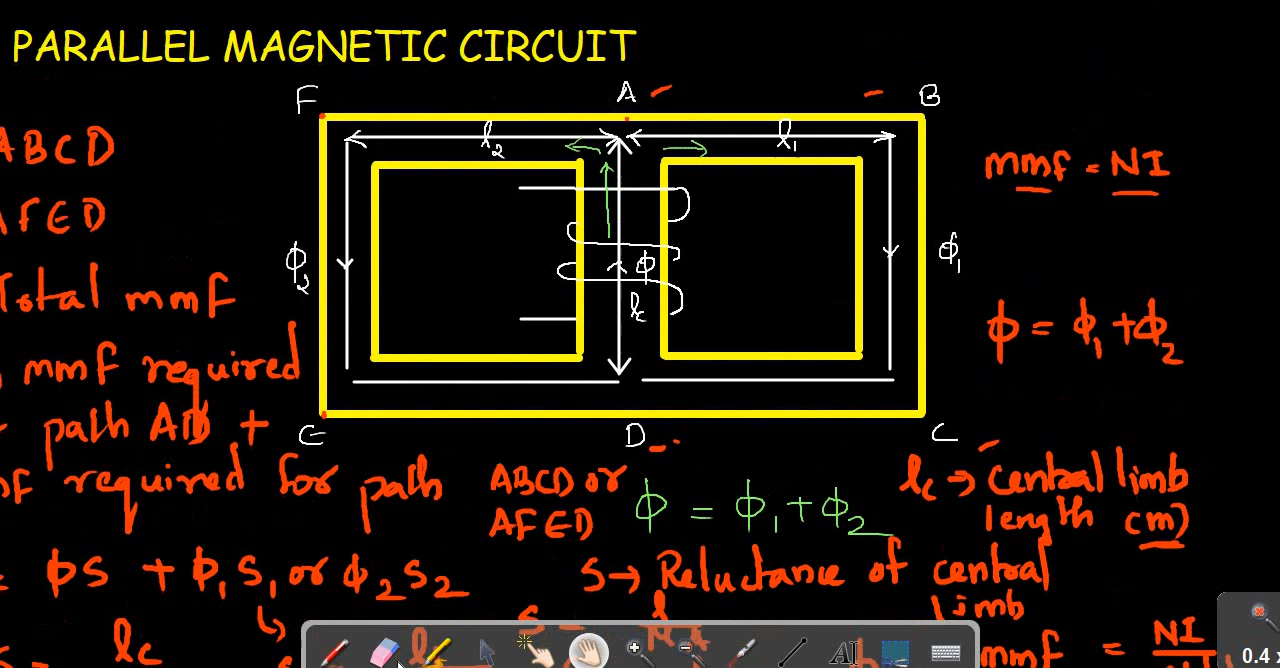 PARALLEL MAGNETIC CIRCUIT
F A B
ABCD
l2 l1
mmf = NI
AFED
ϕ2 ϕ ϕ1
Total mmf
lc
ϕ = ϕ1 + ϕ2
mmf required
path AD +
E D C
required for path ABCD or
AFED
ϕ = ϕ1 + ϕ2
lc → central limb
length (m)
= ϕS + ϕ1S1 or ϕ2S2
S → Reluctance of central
limb
lc
S =
mmf = NI
0.4